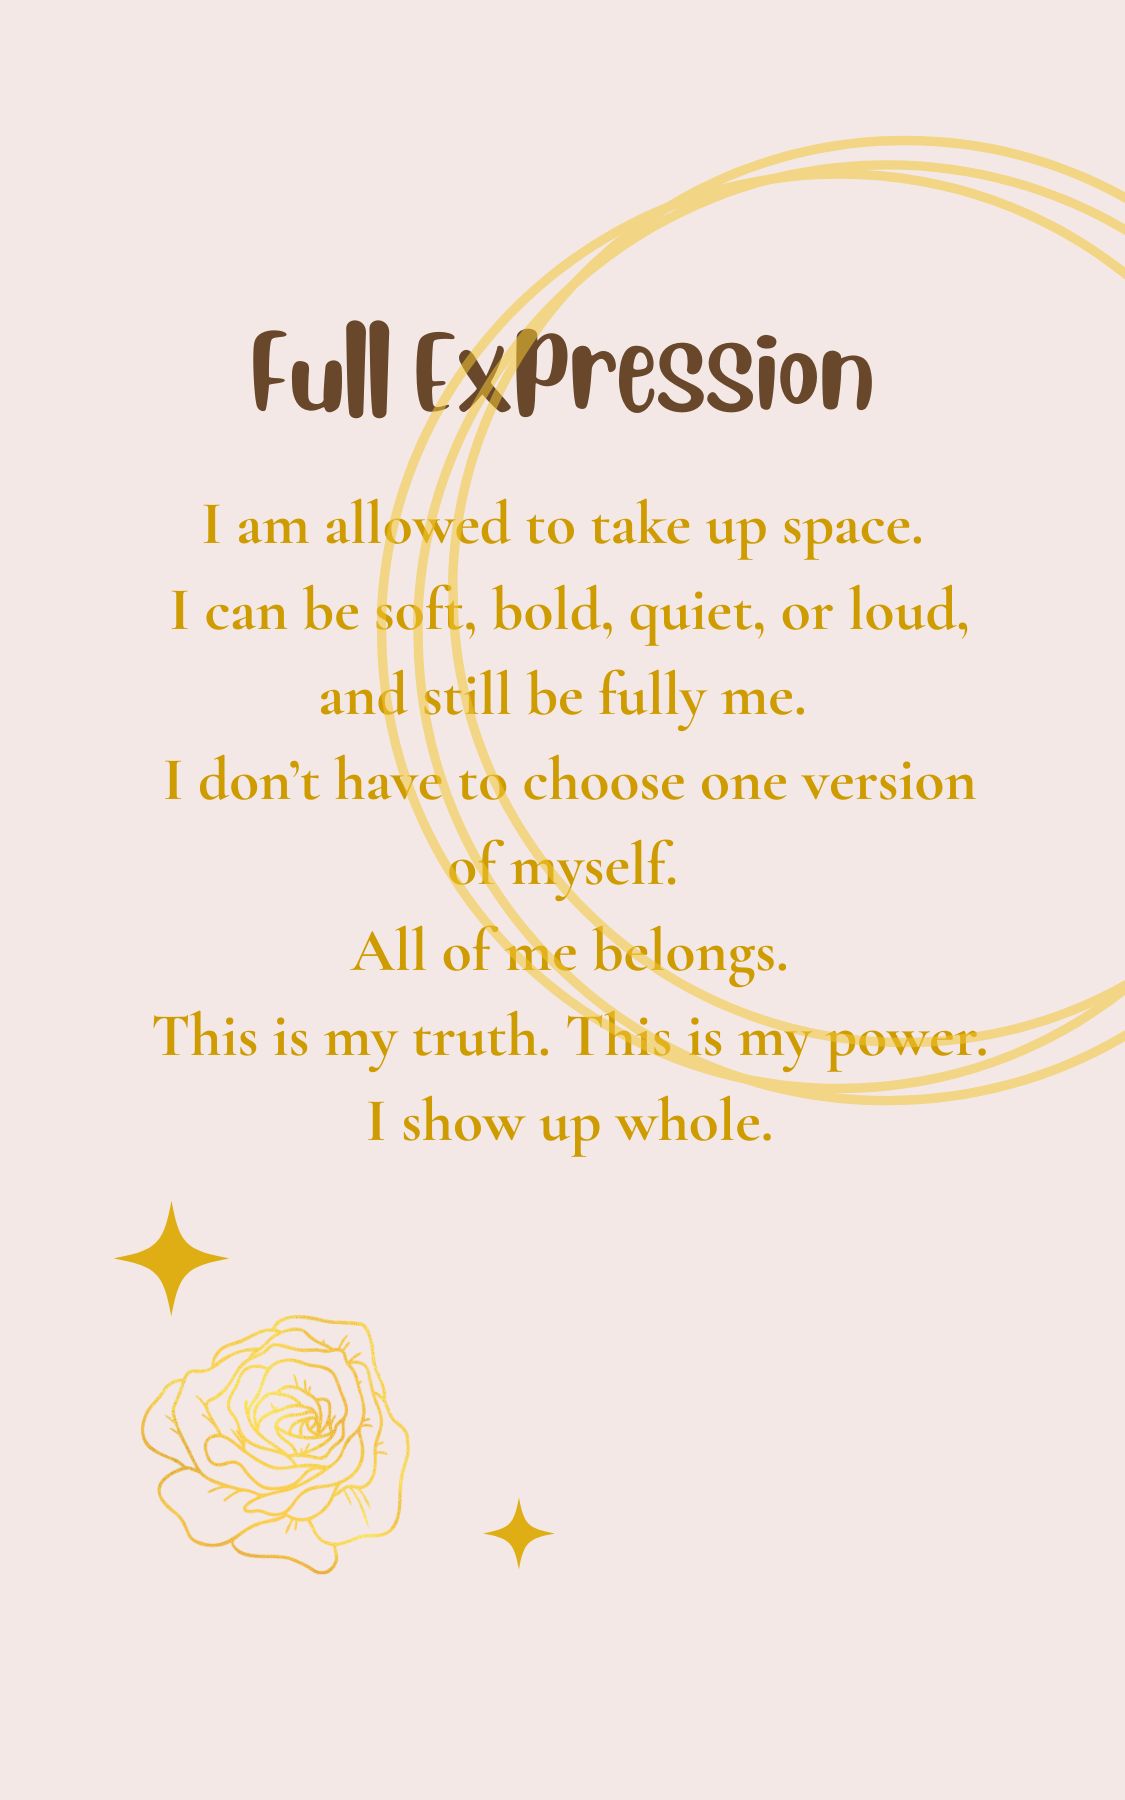 Full Expression
I am allowed to take up space.
I can be soft, bold, quiet, or loud,
and still be fully me.
I don’t have to choose one version
of myself.
All of me belongs.
This is my truth. This is my power.
I show up whole.